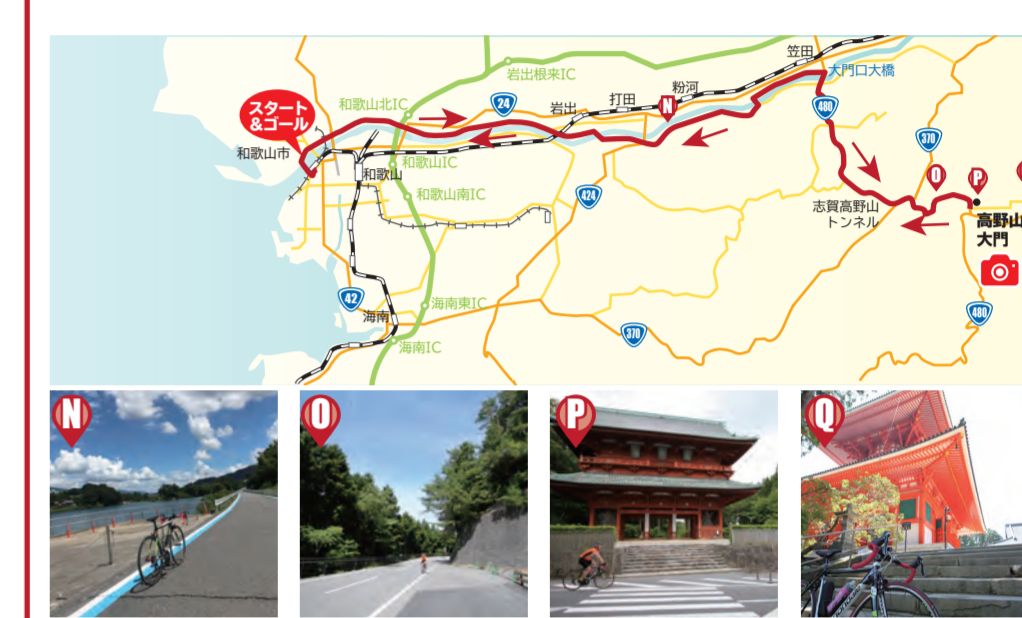 笠田
岩出根来IC
大門口大橋
粉河
打田
スタート
&ゴール
和歌山北IC
24
岩出
N
480
370
和歌山市
和歌山IC
和歌山
O
P
和歌山南IC
424
志賀高野山
トンネル
高野山
大門
42
海南東IC
480
海南
370
海南IC
N
O
P
Q